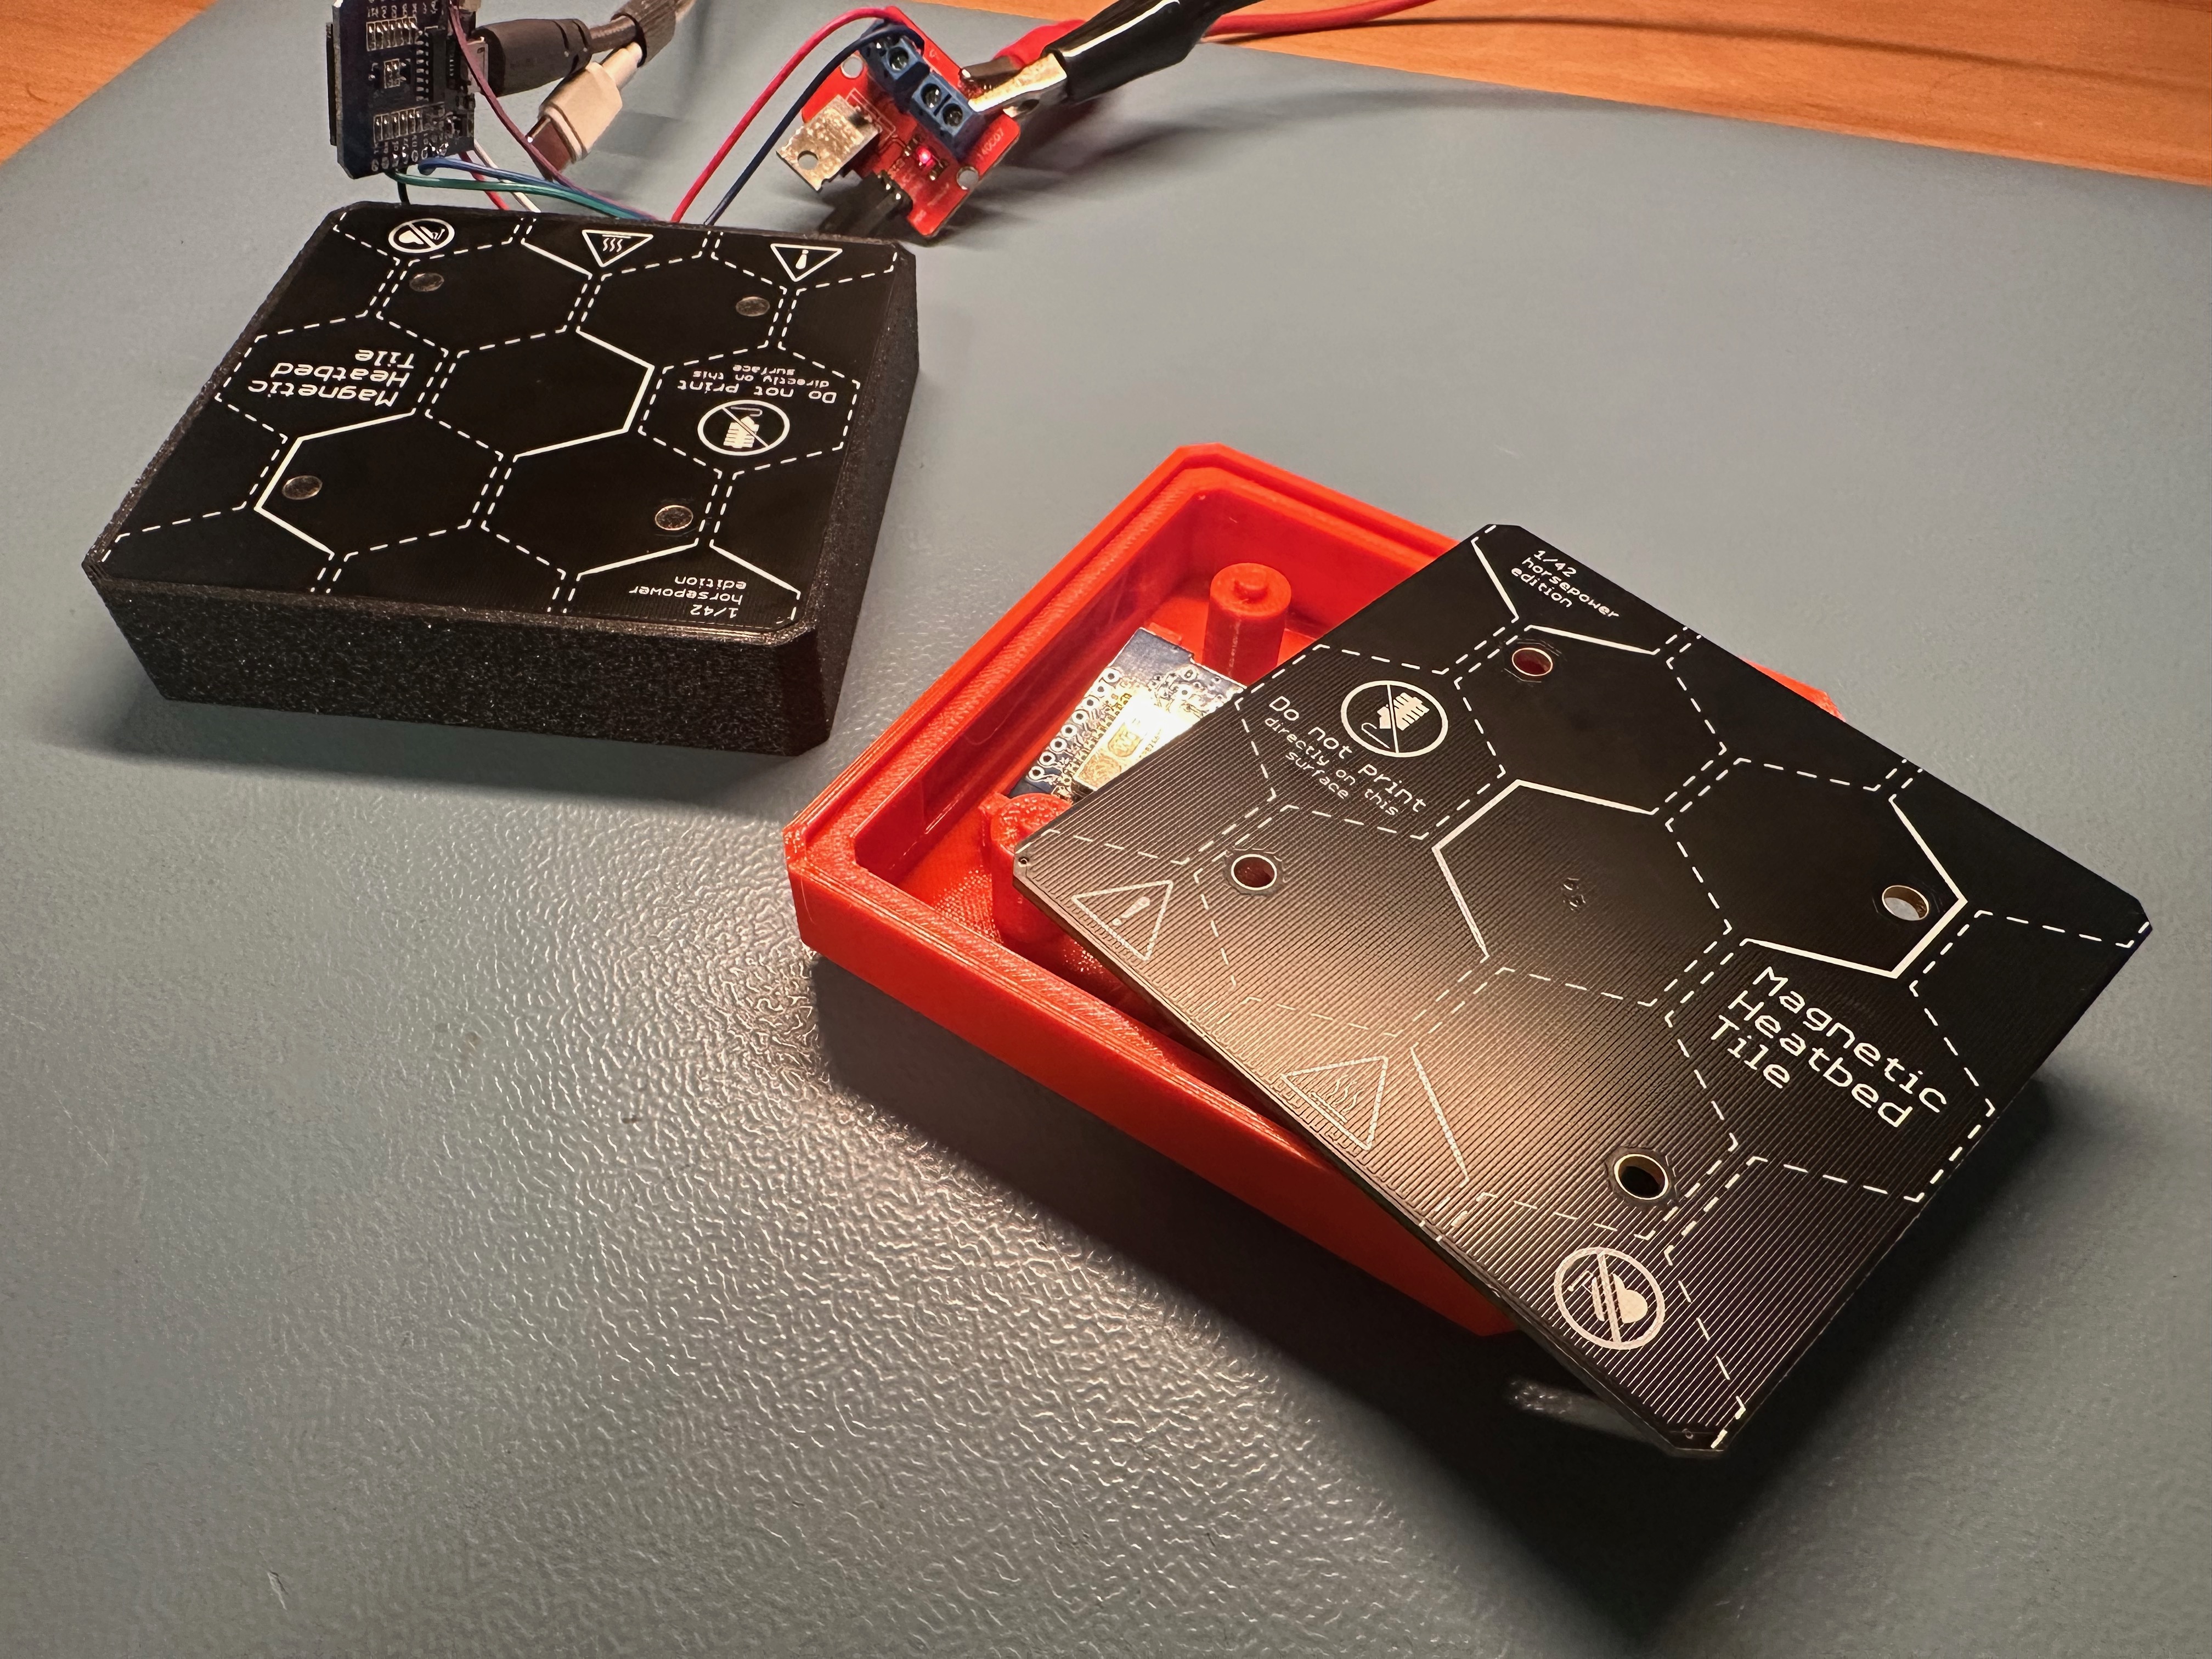 Magnetic
Heatbed
Tile
Do not print
directly on this
surface
1/42
horsepower
edition
1/42
horsepower
edition
Do not print
directly on this
surface
Magnetic
Heatbed
Tile